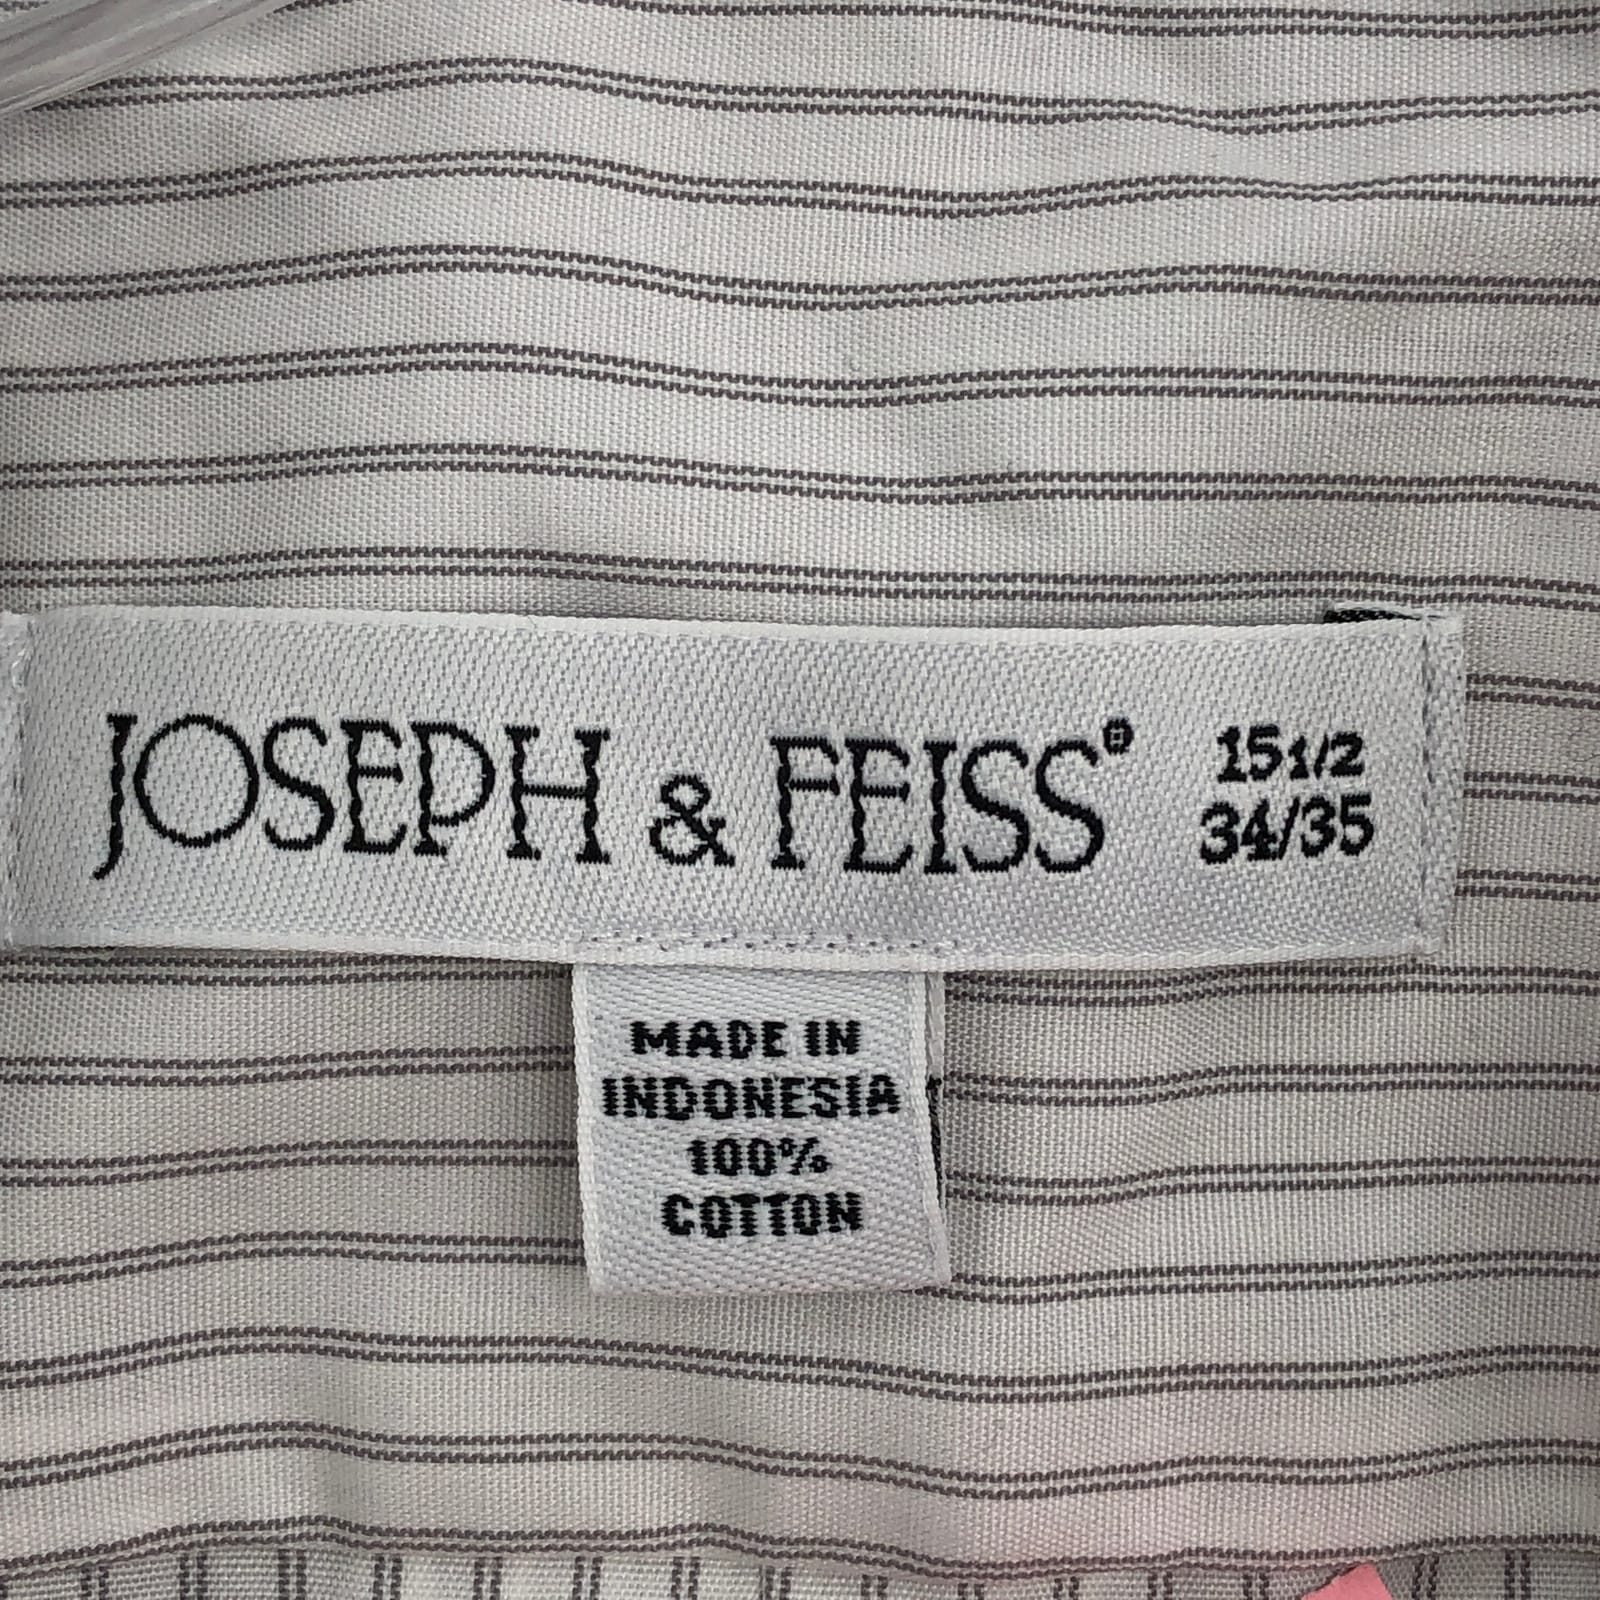 JOSEPH & FEISS®
15 1/2
34/35
MADE IN
INDONESIA
100%
COTTON